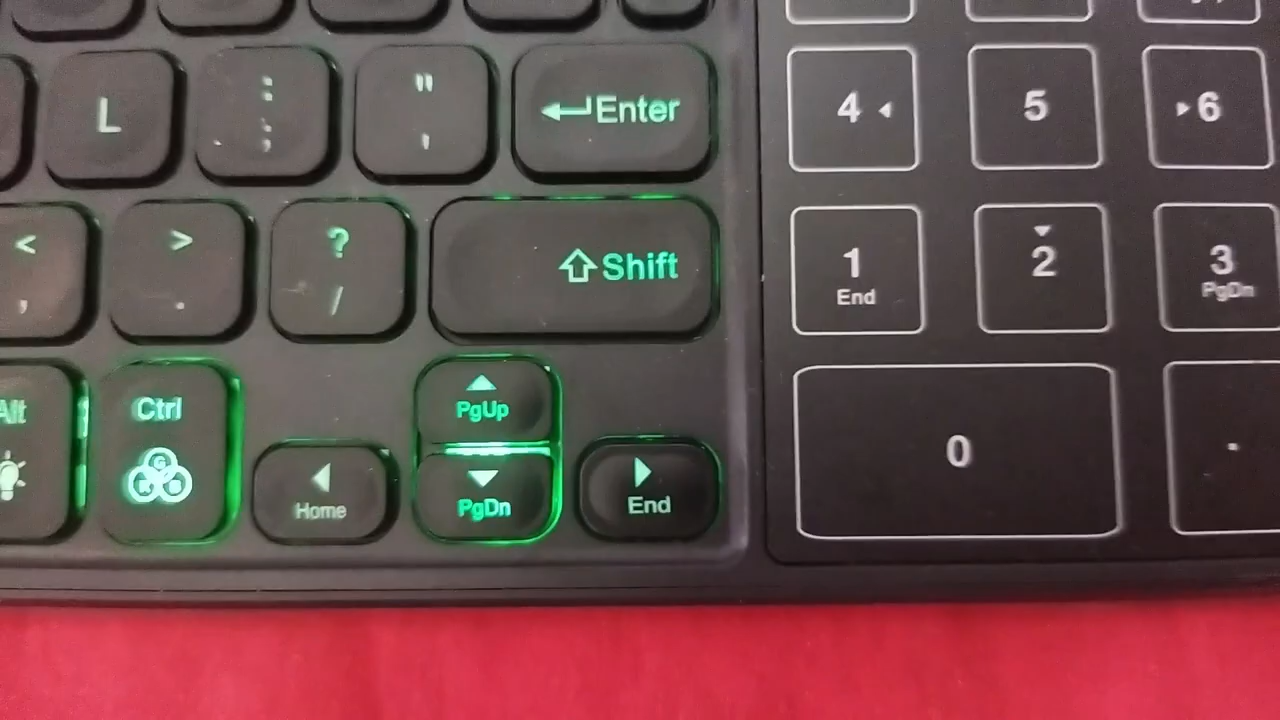 L
:
;
"
'
Enter
4
5
6
<
,
>
.
?
/
Shift
1
End
2
3
PgDn
Alt
Ctrl
PgUp
Home
PgDn
End
0
.